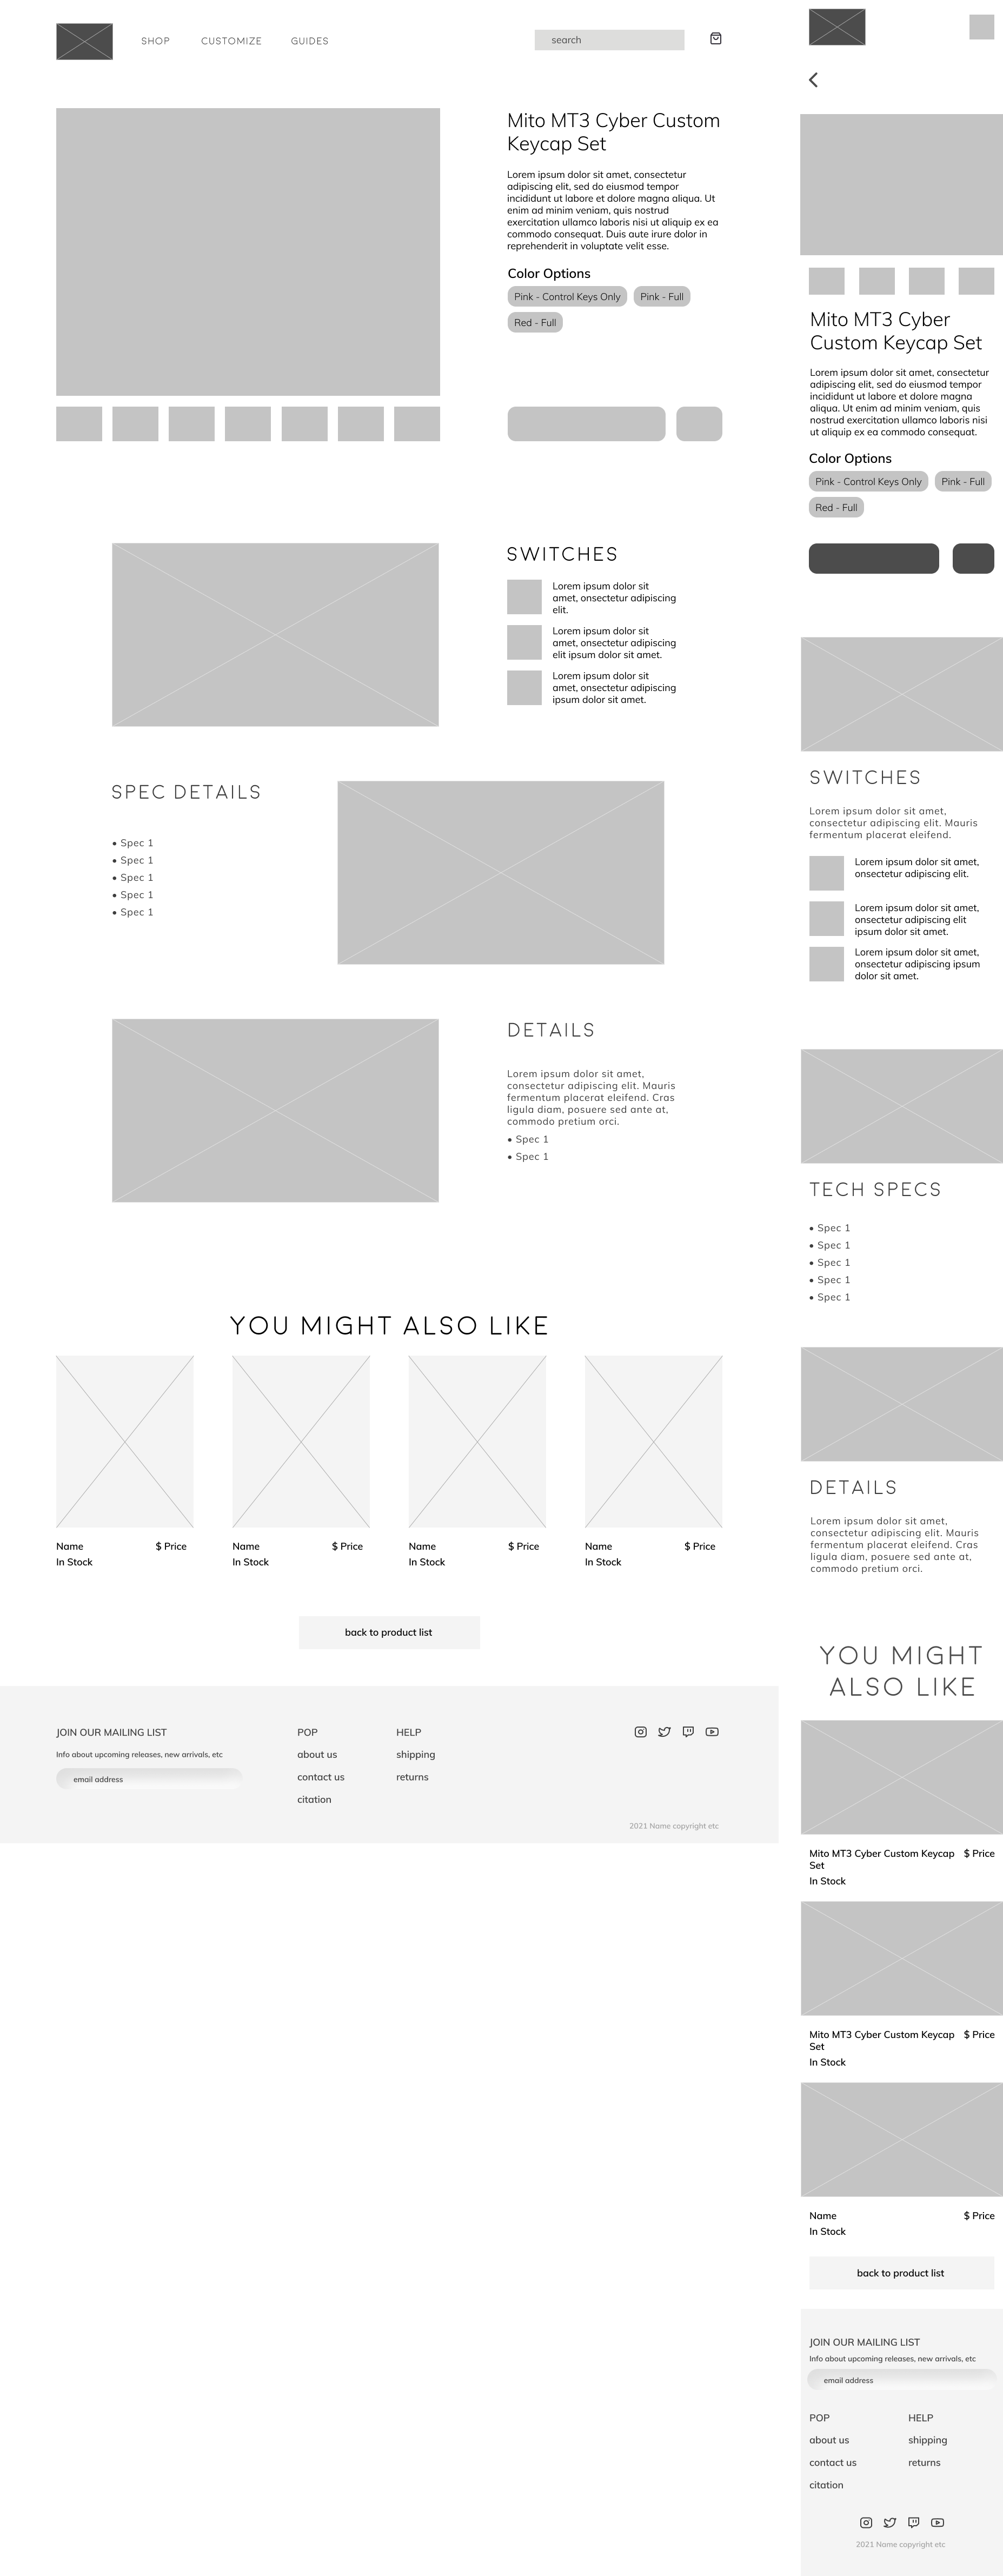 SHOP
CUSTOMIZE
GUIDES
search
Mito MT3 Cyber Custom
Keycap Set
Lorem ipsum dolor sit amet, consectetur
adipiscing elit, sed do eiusmod tempor
incididunt ut labore et dolore magna aliqua. Ut
enim ad minim veniam, quis nostrud
exercitation ullamco laboris nisi ut aliquip ex ea
commodo consequat. Duis aute irure dolor in
reprehenderit in voluptate velit esse.
Color Options
Pink - Control Keys Only
Pink - Full
Red - Full
SWITCHES
Lorem ipsum dolor sit
amet, onsectetur adipiscing
elit.
Lorem ipsum dolor sit
amet, onsectetur adipiscing
elit ipsum dolor sit amet.
Lorem ipsum dolor sit
amet, onsectetur adipiscing
ipsum dolor sit amet.
SPEC DETAILS
• Spec 1
• Spec 1
• Spec 1
• Spec 1
• Spec 1
DETAILS
Lorem ipsum dolor sit amet,
consectetur adipiscing elit. Mauris
fermentum placerat eleifend. Cras
ligula diam, posuere sed ante at,
commodo pretium orci.
• Spec 1
• Spec 1
YOU MIGHT ALSO LIKE
Name $ Price
In Stock
Name $ Price
In Stock
Name $ Price
In Stock
Name $ Price
In Stock
back to product list
JOIN OUR MAILING LIST
Info about upcoming releases, new arrivals, etc
email address
POP
about us
contact us
citation
HELP
shipping
returns
2021 Name copyright etc
Mito MT3 Cyber
Custom Keycap Set
Lorem ipsum dolor sit amet, consectetur
adipiscing elit, sed do eiusmod tempor
incididunt ut labore et dolore magna
aliqua. Ut enim ad minim veniam, quis
nostrud exercitation ullamco laboris nisi
ut aliquip ex ea commodo consequat.
Color Options
Pink - Control Keys Only
Pink - Full
Red - Full
SWITCHES
Lorem ipsum dolor sit amet,
consectetur adipiscing elit. Mauris
fermentum placerat eleifend.
Lorem ipsum dolor sit amet,
onsectetur adipiscing elit.
Lorem ipsum dolor sit amet,
onsectetur adipiscing elit
ipsum dolor sit amet.
Lorem ipsum dolor sit amet,
onsectetur adipiscing ipsum
dolor sit amet.
TECH SPECS
• Spec 1
• Spec 1
• Spec 1
• Spec 1
• Spec 1
DETAILS
Lorem ipsum dolor sit amet,
consectetur adipiscing elit. Mauris
fermentum placerat eleifend. Cras
ligula diam, posuere sed ante at,
commodo pretium orci.
YOU MIGHT
ALSO LIKE
Mito MT3 Cyber Custom Keycap $ Price
Set
In Stock
Mito MT3 Cyber Custom Keycap $ Price
Set
In Stock
Name $ Price
In Stock
back to product list
JOIN OUR MAILING LIST
Info about upcoming releases, new arrivals, etc
email address
POP
about us
contact us
citation
HELP
shipping
returns
2021 Name copyright etc